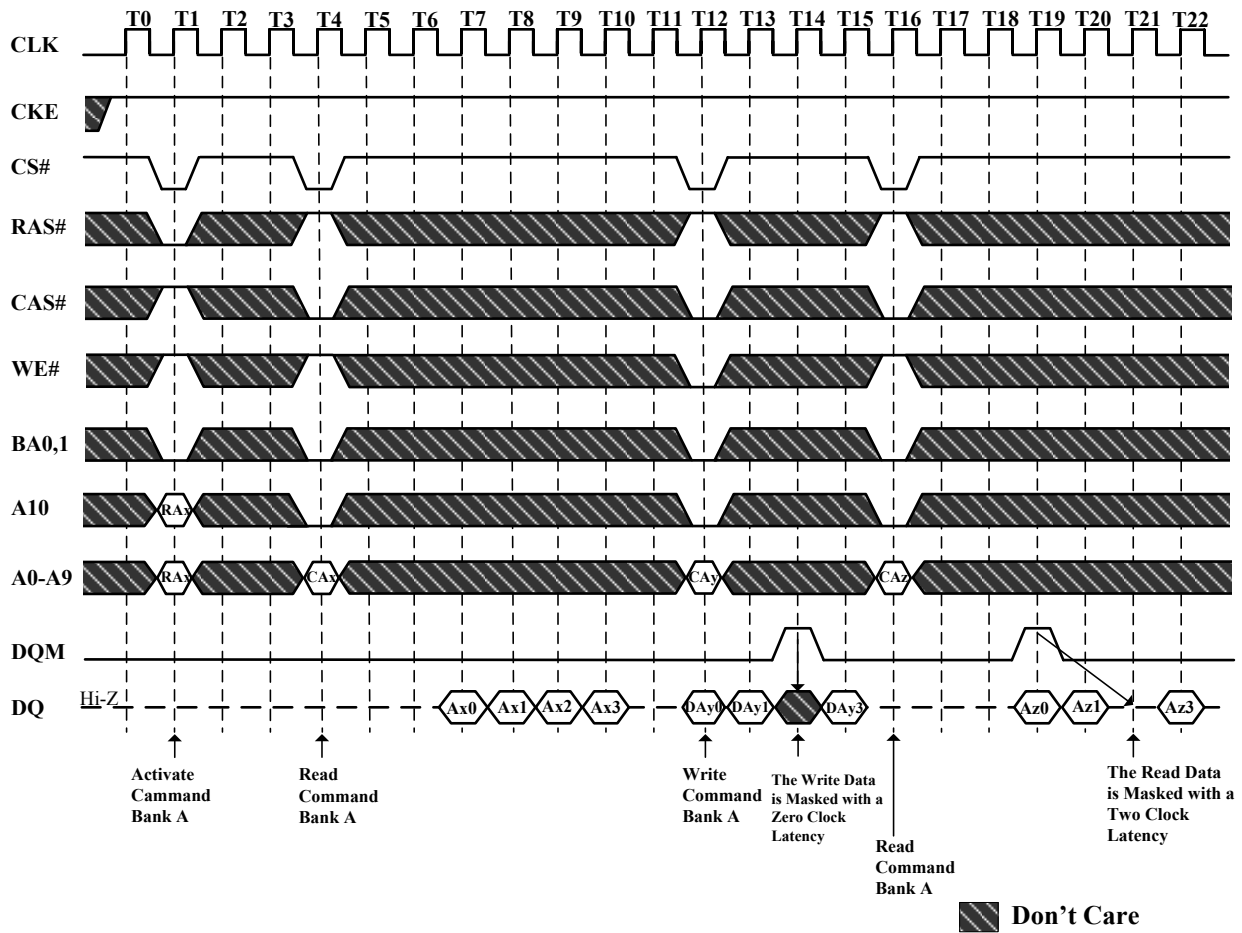 T0 T1 T2 T3 T4 T5 T6 T7 T8 T9 T10 T11 T12 T13 T14 T15 T16 T17 T18 T19 T20 T21 T22
CLK
CKE
CS#
RAS#
CAS#
WE#
BA0,1
A10 RAx
A0-A9 RAx CAx CAy CAz
DQM
DQ Hi-Z Ax0 Ax1 Ax2 Ax3 DAy0 DAy1 DAy3 Az0 Az1 Az3
Activate
Cammand
Bank A
Read
Command
Bank A
Write
Command
Bank A
The Write Data
is Masked with a
Zero Clock
Latency
Read
Command
Bank A
The Read Data
is Masked with a
Two Clock
Latency
Don't Care